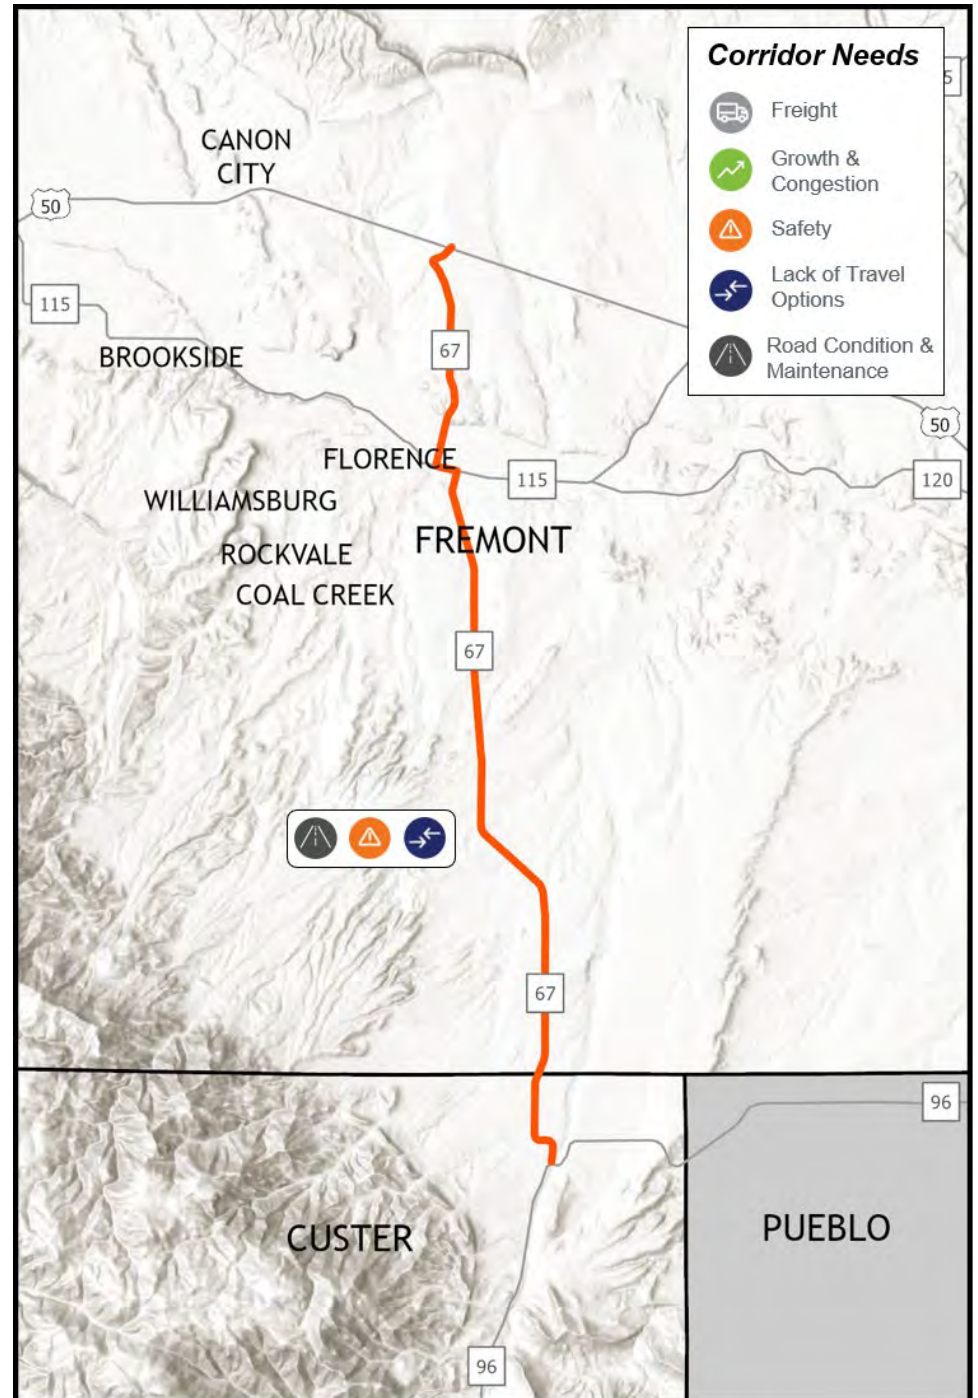 Corridor Needs
5
Freight
Growth &
Congestion
Safety
Lack of Travel
Options
Road Condition &
Maintenance
CANON
CITY
50
115
67
BROOKSIDE
50
FLORENCE
115
120
WILLIAMSBURG
FREMONT
ROCKVALE
COAL CREEK
67
67
96
CUSTER
PUEBLO
96